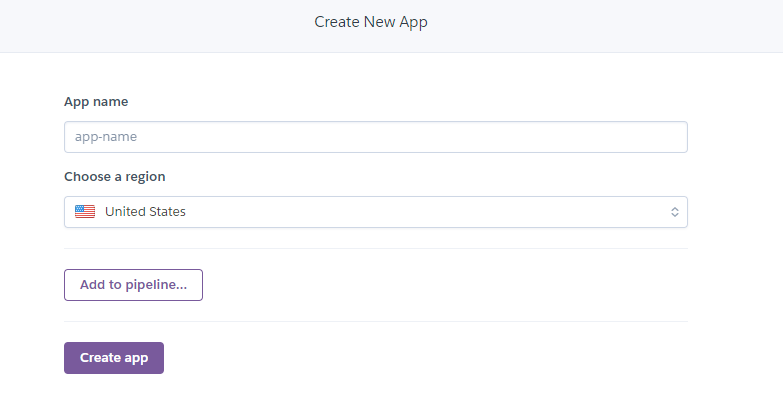 Create New App
App name
app-name
Choose a region
United States
Add to pipeline...
Create app